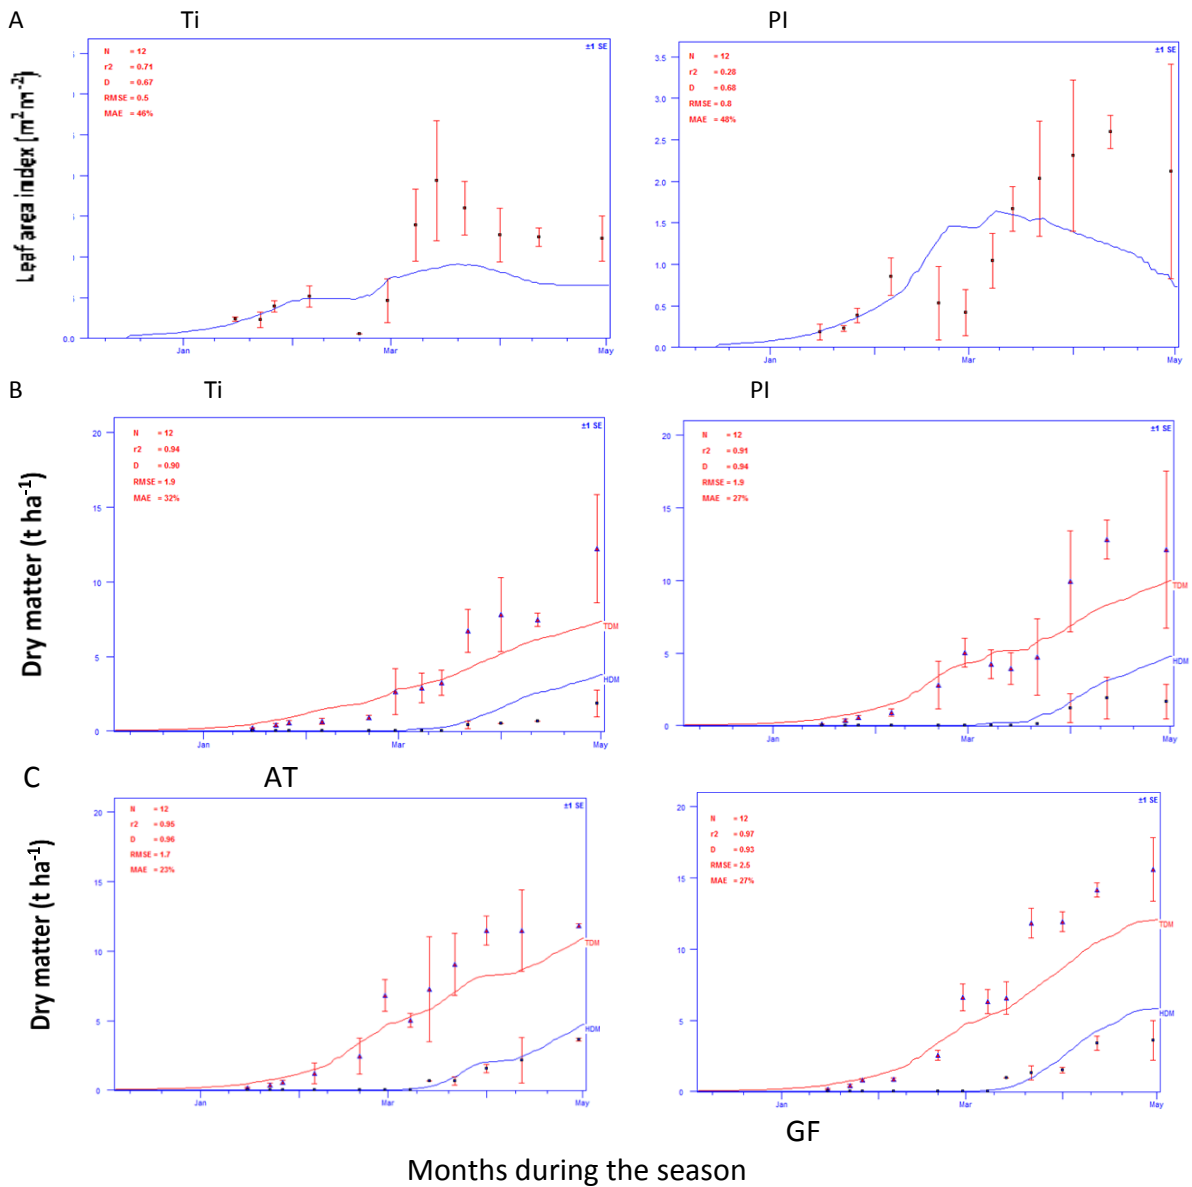 A
Ti
PI
Leaf area index (m² m⁻²)
N = 12
r2 = 0.71
D = 0.67
RMSE = 0.5
MAE = 46%
±1 SE
0.0
Jan
Mar
May
N = 12
r2 = 0.28
D = 0.68
RMSE = 0.8
MAE = 48%
±1 SE
3.5
3.0
2.5
2.0
1.5
1.0
0.5
0.0
Jan
Mar
May
B
Ti
PI
Dry matter (t ha⁻¹)
N = 12
r2 = 0.94
D = 0.90
RMSE = 1.9
MAE = 32%
±1 SE
20
15
10
5
0
TDM
HDM
Jan
Mar
May
N = 12
r2 = 0.91
D = 0.94
RMSE = 1.9
MAE = 27%
±1 SE
20
15
10
5
0
TDM
HDM
Jan
Mar
May
C
AT
Dry matter (t ha⁻¹)
N = 12
r2 = 0.95
D = 0.96
RMSE = 1.7
MAE = 23%
±1 SE
20
15
10
5
0
TDM
HDM
Jan
Mar
May
N = 12
r2 = 0.97
D = 0.93
RMSE = 2.5
MAE = 27%
±1 SE
20
15
10
5
0
TDM
HDM
Jan
Mar
May
GF
Months during the season